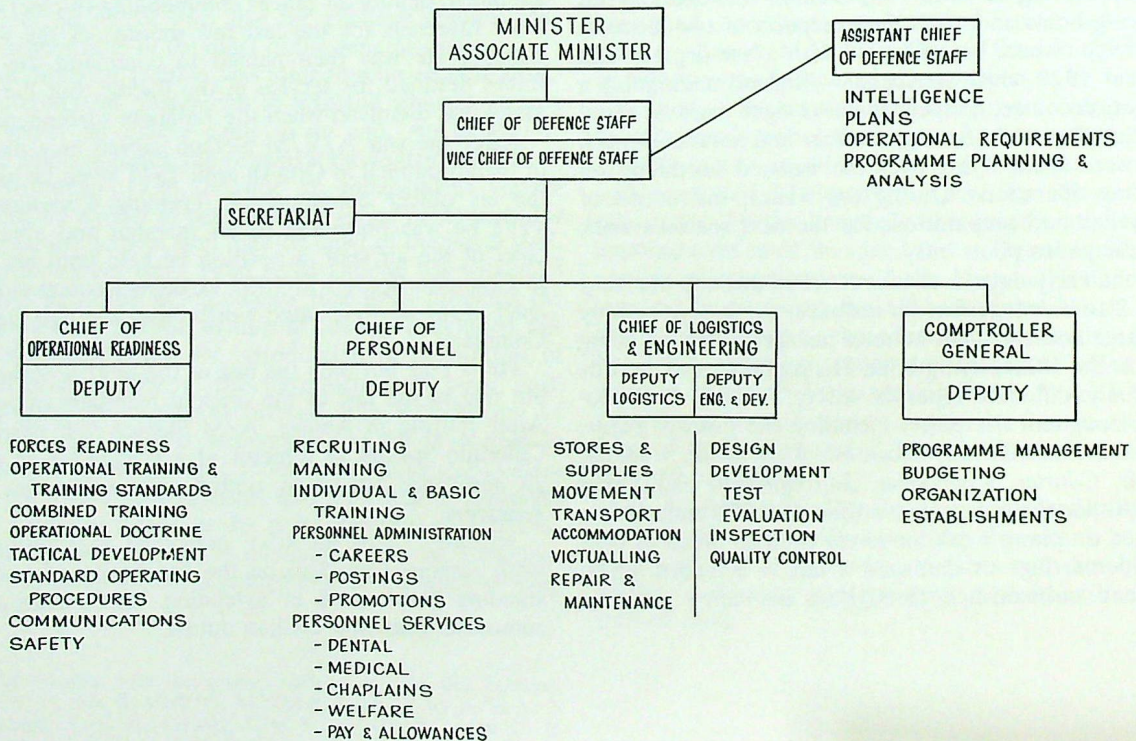 MINISTER
ASSOCIATE MINISTER
CHIEF OF DEFENCE STAFF
VICE CHIEF OF DEFENCE STAFF
ASSISTANT CHIEF
OF DEFENCE STAFF
INTELLIGENCE
PLANS
OPERATIONAL REQUIREMENTS
PROGRAMME PLANNING &
ANALYSIS
SECRETARIAT
CHIEF OF
OPERATIONAL READINESS
DEPUTY
FORCES READINESS
OPERATIONAL TRAINING &
TRAINING STANDARDS
COMBINED TRAINING
OPERATIONAL DOCTRINE
TACTICAL DEVELOPMENT
STANDARD OPERATING
PROCEDURES
COMMUNICATIONS
SAFETY
CHIEF OF
PERSONNEL
DEPUTY
RECRUITING
MANNING
INDIVIDUAL & BASIC
TRAINING
PERSONNEL ADMINISTRATION
- CAREERS
- POSTINGS
- PROMOTIONS
PERSONNEL SERVICES
- DENTAL
- MEDICAL
- CHAPLAINS
- WELFARE
- PAY & ALLOWANCES
CHIEF OF LOGISTICS
& ENGINEERING
DEPUTY
LOGISTICS
DEPUTY
ENG. & DEV.
STORES &
SUPPLIES
MOVEMENT
TRANSPORT
ACCOMMODATION
VICTUALLING
REPAIR &
MAINTENANCE
DESIGN
DEVELOPMENT
TEST
EVALUATION
INSPECTION
QUALITY CONTROL
COMPTROLLER
GENERAL
DEPUTY
PROGRAMME MANAGEMENT
BUDGETING
ORGANIZATION
ESTABLISHMENTS